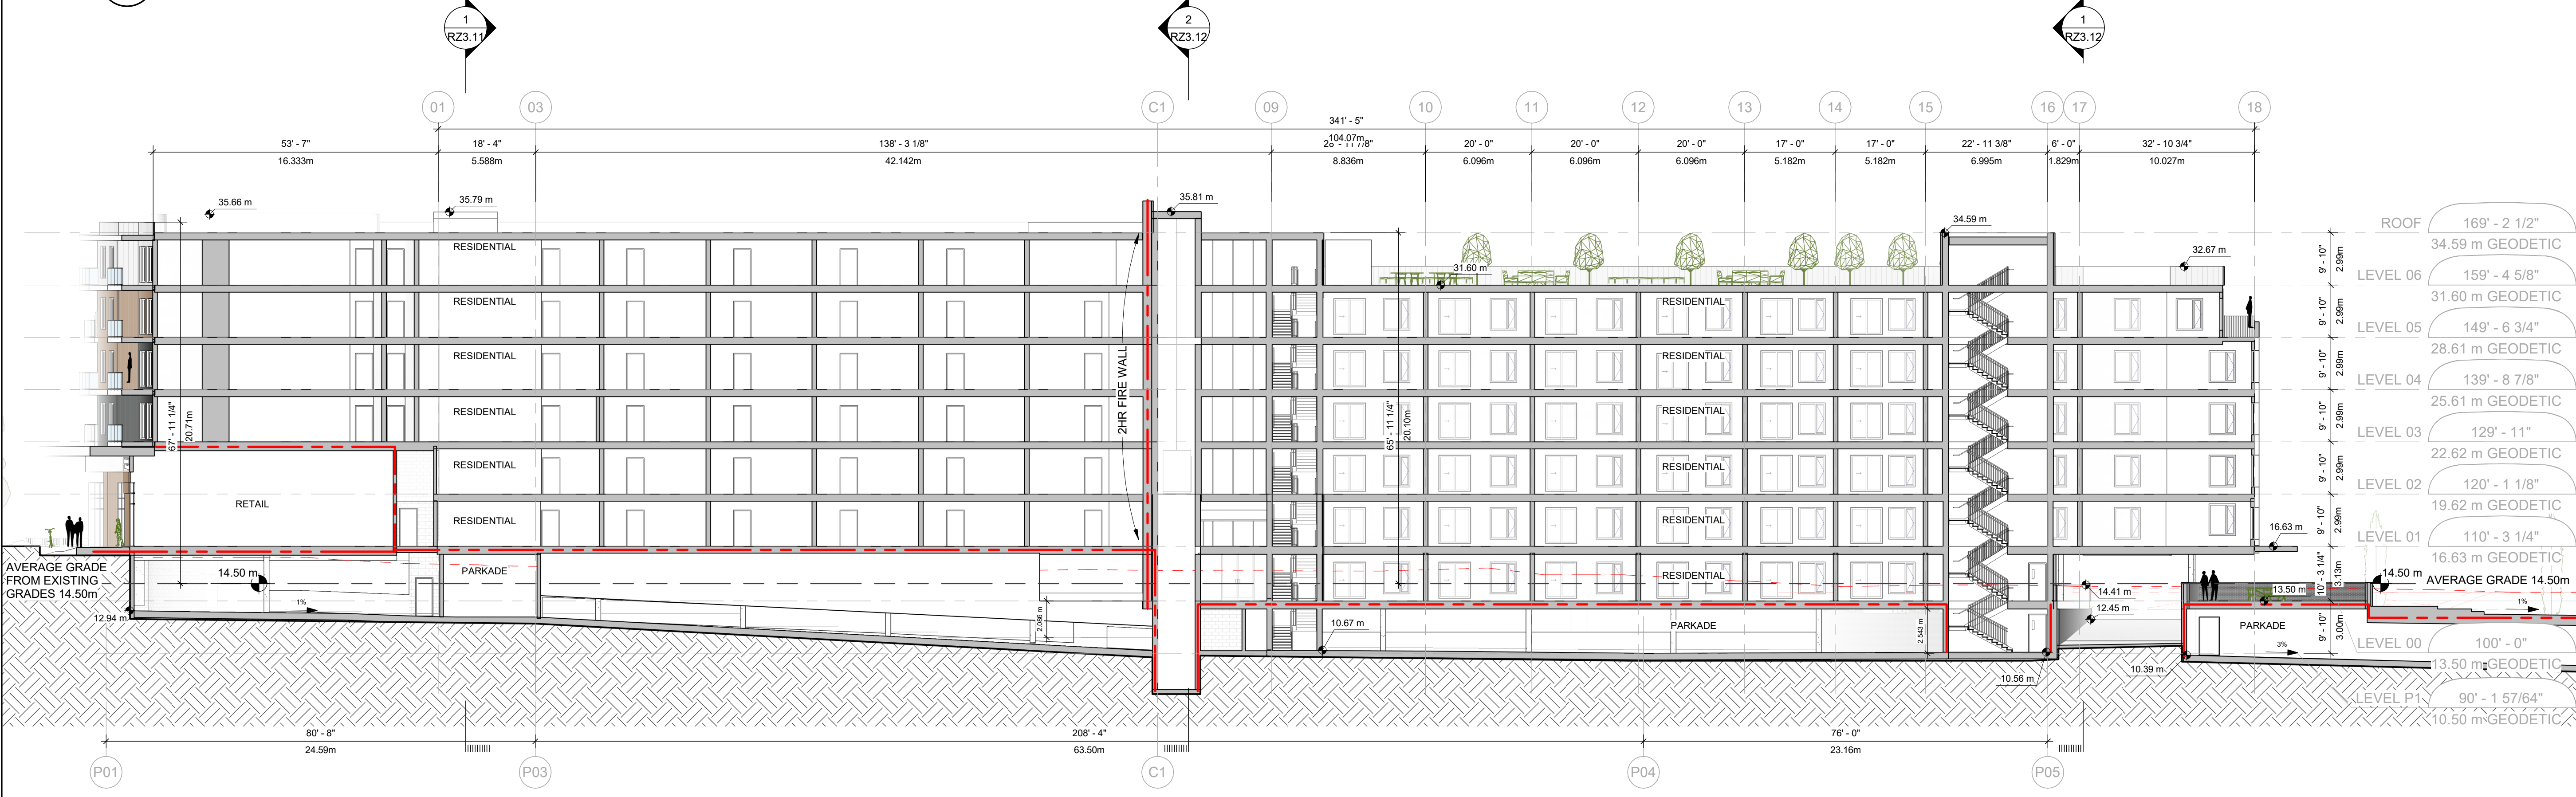 1
RZ3.11
2
RZ3.12
1
RZ3.12
01
03
C1
09
10
11
12
13
14
15
16
17
18
341' - 5"
104.07m
53' - 7"
18' - 4"
138' - 3 1/8"
28' - 11 7/8"
20' - 0"
20' - 0"
20' - 0"
17' - 0"
17' - 0"
22' - 11 3/8"
6' - 0"
32' - 10 3/4"
16.333m
5.588m
42.142m
8.836m
6.096m
6.096m
6.096m
5.182m
5.182m
6.995m
1.829m
10.027m
35.66 m
35.79 m
35.81 m
34.59 m
32.67 m
31.60 m
ROOF
169' - 2 1/2"
34.59 m GEODETIC
9' - 10"
2.99m
LEVEL 06
159' - 4 5/8"
31.60 m GEODETIC
9' - 10"
2.99m
LEVEL 05
149' - 6 3/4"
28.61 m GEODETIC
9' - 10"
2.99m
LEVEL 04
139' - 8 7/8"
25.61 m GEODETIC
9' - 10"
2.99m
LEVEL 03
129' - 11"
22.62 m GEODETIC
9' - 10"
2.99m
LEVEL 02
120' - 1 1/8"
19.62 m GEODETIC
9' - 10"
2.99m
LEVEL 01
110' - 3 1/4"
16.63 m GEODETIC
10' - 3 1/4"
3.13m
LEVEL 00
100' - 0"
13.50 m GEODETIC
9' - 10"
3.00m
LEVEL P1
90' - 1 57/64"
10.50 m GEODETIC
RESIDENTIAL
RESIDENTIAL
RESIDENTIAL
RESIDENTIAL
RESIDENTIAL
RESIDENTIAL
RESIDENTIAL
RESIDENTIAL
RESIDENTIAL
RESIDENTIAL
RESIDENTIAL
RESIDENTIAL
RESIDENTIAL
2HR FIRE WALL
67' - 11 1/4"
20.71m
65' - 11 1/4"
20.10m
RETAIL
PARKADE
PARKADE
PARKADE
AVERAGE GRADE
FROM EXISTING
GRADES 14.50m
14.50 m
12.94 m
1%
2.086 m
10.67 m
2.543 m
10.56 m
14.41 m
12.45 m
10.39 m
13.50 m
16.63 m
14.50 m
AVERAGE GRADE 14.50m
1%
3%
80' - 8"
208' - 4"
76' - 0"
24.59m
63.50m
23.16m
P01
P03
C1
P04
P05